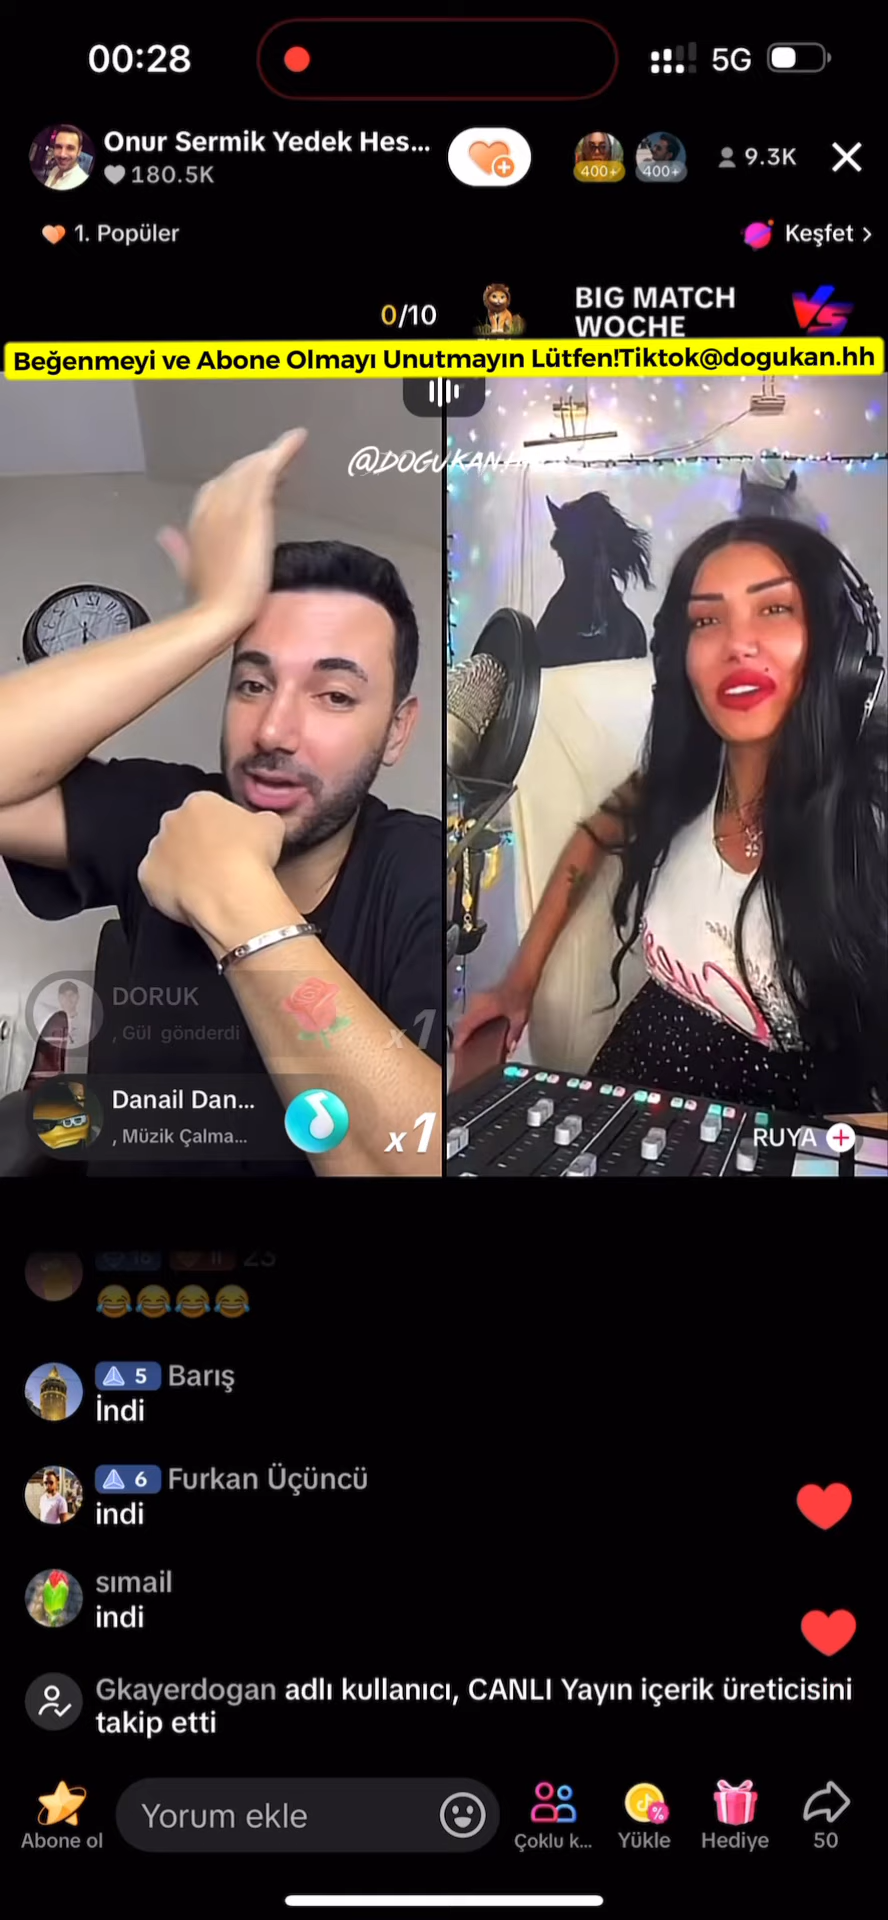 00:28
5G
Onur Sermik Yedek Hes...
180.5K
400+
400+
9.3K
1. Popüler
Keşfet >
0/10
BIG MATCH
WOCHE
VS
Beğenmeyi ve Abone Olmayı Unutmayın Lütfen!Tiktok@dogukan.hh
@DOGUKAN.HH
DORUK
, Gül gönderdi
x1
Danail Dan...
, Müzik Çalma...
x1
RUYA
5 Barış
İndi
6 Furkan Üçüncü
indi
sımail
indi
Gkayerdogan adlı kullanıcı, CANLI Yayın içerik üreticisini
takip etti
Abone ol
Yorum ekle
Çoklu k...
Yükle
Hediye
50